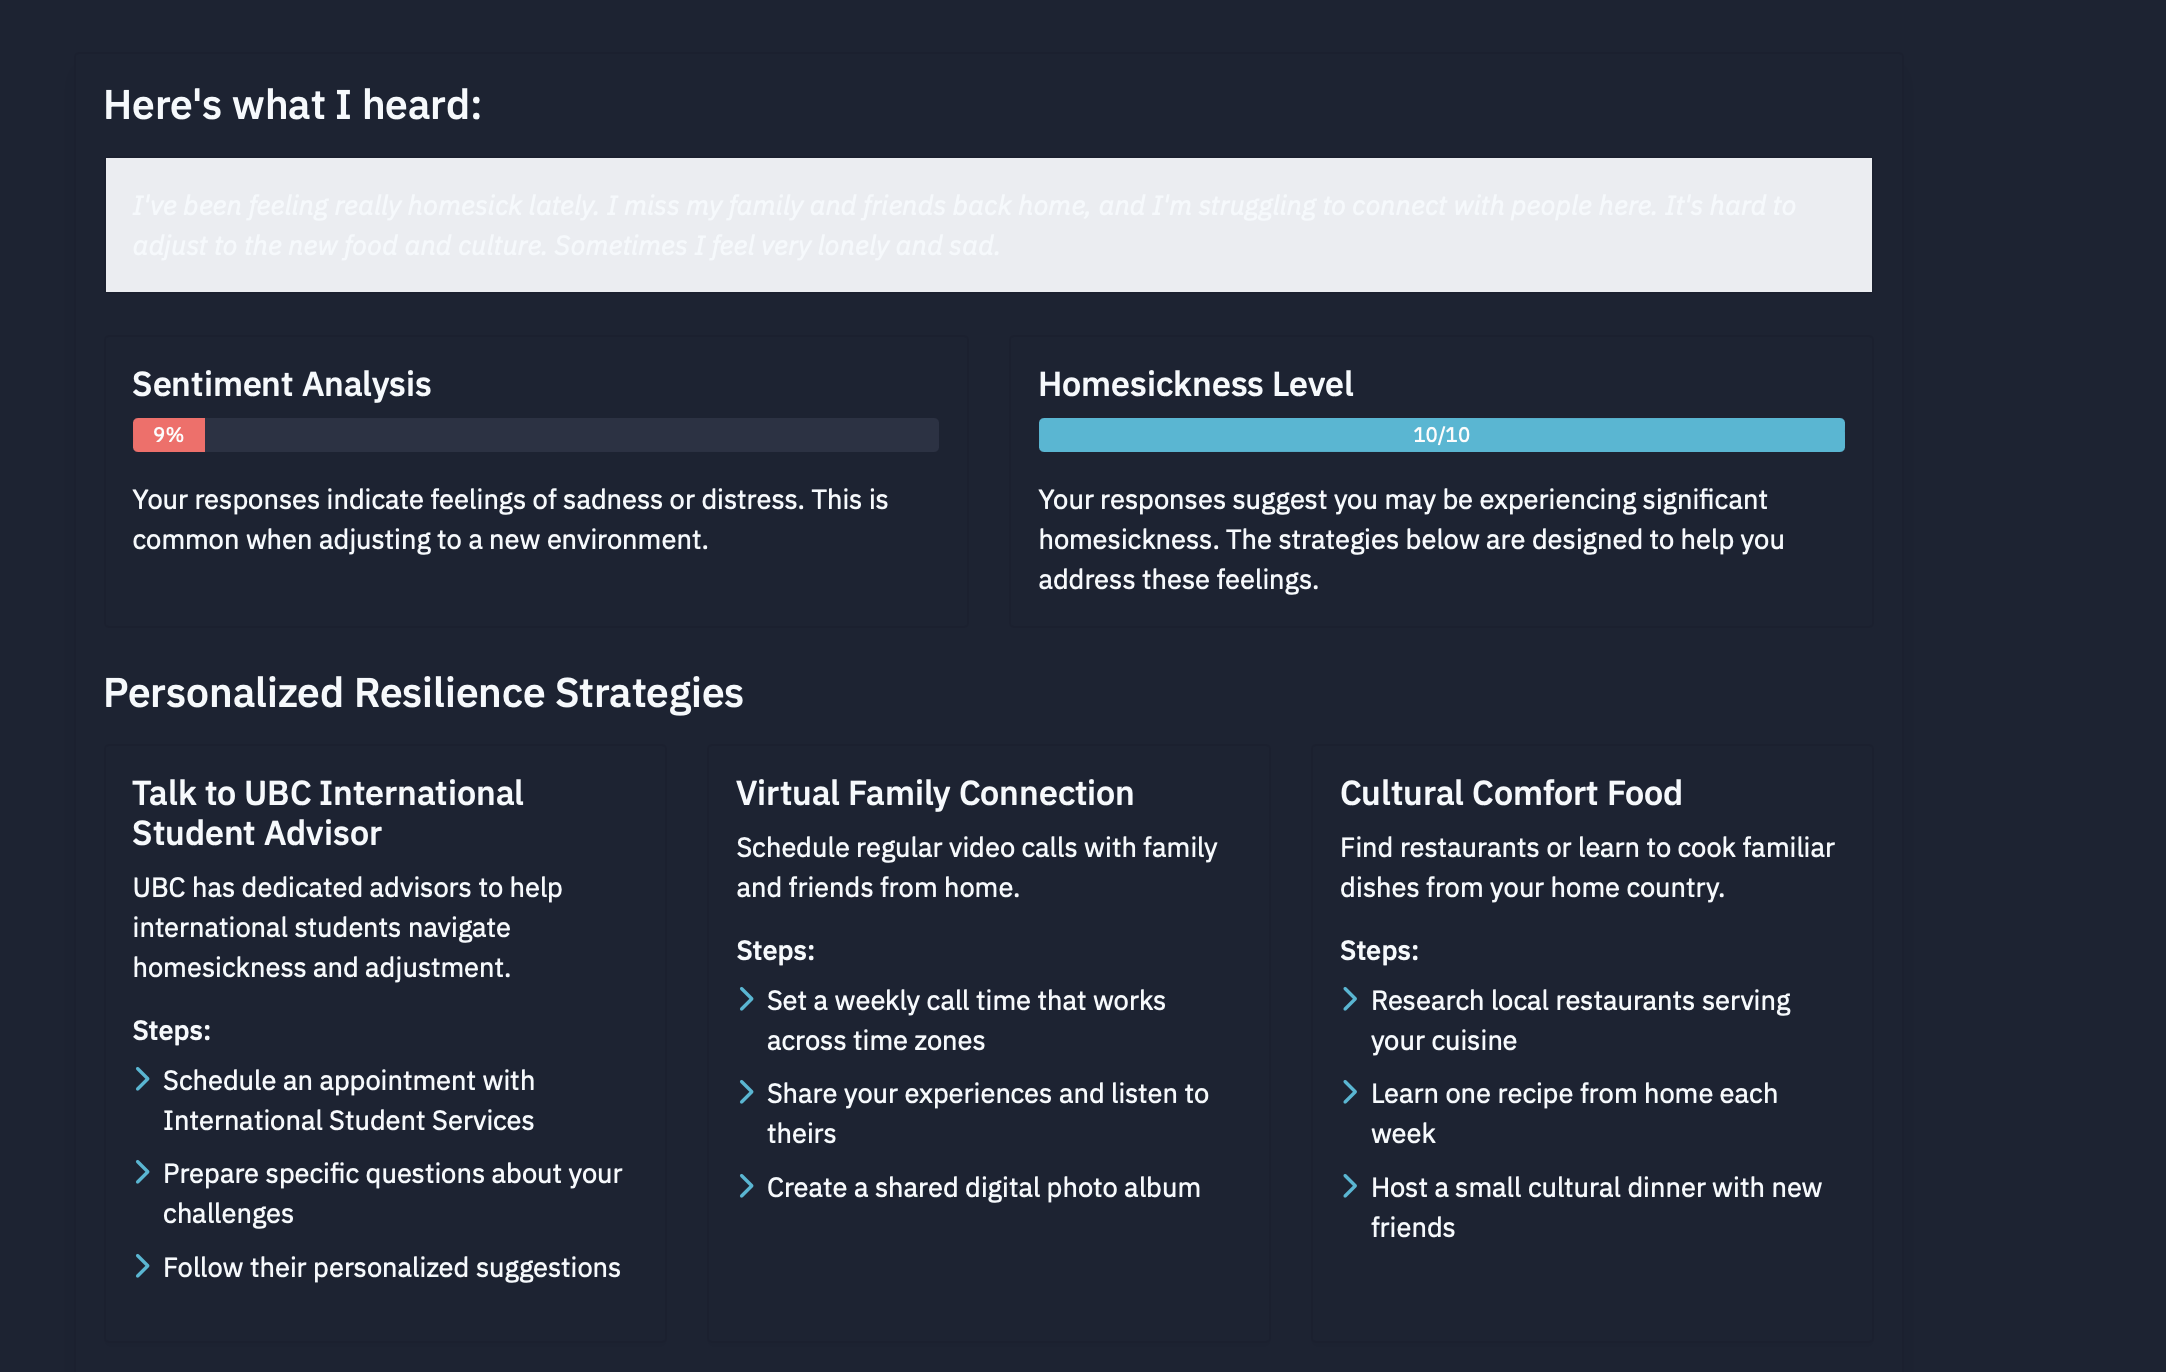 Here's what I heard:
I've been feeling really homesick lately. I miss my family and friends back home, and I'm struggling to connect with people here. It's hard to
adjust to the new food and culture. Sometimes I feel very lonely and sad.
Sentiment Analysis
9%
Your responses indicate feelings of sadness or distress. This is
common when adjusting to a new environment.
Homesickness Level
10/10
Your responses suggest you may be experiencing significant
homesickness. The strategies below are designed to help you
address these feelings.
Personalized Resilience Strategies
Talk to UBC International
Student Advisor
UBC has dedicated advisors to help
international students navigate
homesickness and adjustment.
Steps:
Schedule an appointment with
International Student Services
Prepare specific questions about your
challenges
Follow their personalized suggestions
Virtual Family Connection
Schedule regular video calls with family
and friends from home.
Steps:
Set a weekly call time that works
across time zones
Share your experiences and listen to
theirs
Create a shared digital photo album
Cultural Comfort Food
Find restaurants or learn to cook familiar
dishes from your home country.
Steps:
Research local restaurants serving
your cuisine
Learn one recipe from home each
week
Host a small cultural dinner with new
friends